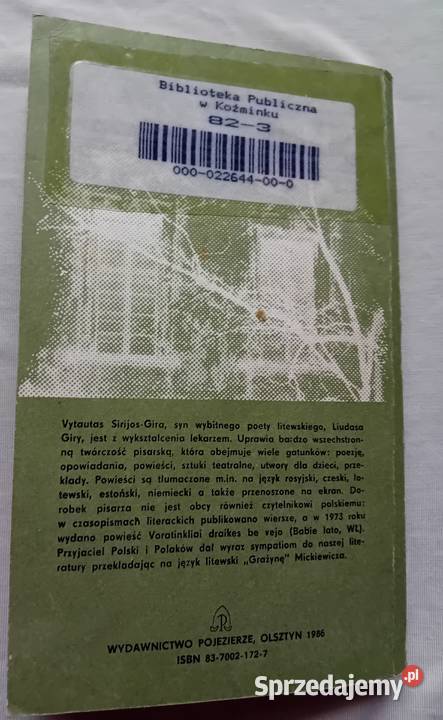 Biblioteka Publiczna
w Koźminku
82-3
000-022644-00-0
Vytautas Sirijos-Gira, syn wybitnego poety litewskiego, Liudasa
Giry, jest z wykształcenia lekarzem. Uprawia bardzo wszechstron-
ną twórczość pisarską, która obejmuje wiele gatunków: poezję,
opowiadania, powieści, sztuki teatralne, utwory dla dzieci, prze-
kłady. Powieści są tłumaczone m.in. na język rosyjski, czeski, ło-
tewski, estoński, niemiecki a także przenoszone na ekran. Do-
robek pisarza nie jest obcy również czytelnikowi polskiemu:
w czasopismach literackich publikowano wiersze, a w 1973 roku
wydano powieść Voratinkliai draikes be vejo (Babie lato, WL).
Przyjaciel Polski i Polaków dał wyraz sympatiom do naszej lite-
ratury przekładając na język litewski „Grażynę” Mickiewicza.
WYDAWNICTWO POJEZIERZE, OLSZTYN 1986
ISBN 83-7002-172-7
Sprzedajemy.pl